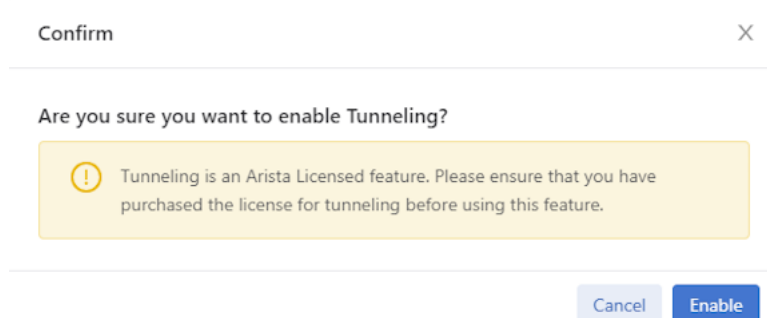 Confirm
Are you sure you want to enable Tunneling?
Tunneling is an Arista Licensed feature. Please ensure that you have
purchased the license for tunneling before using this feature.
Cancel Enable